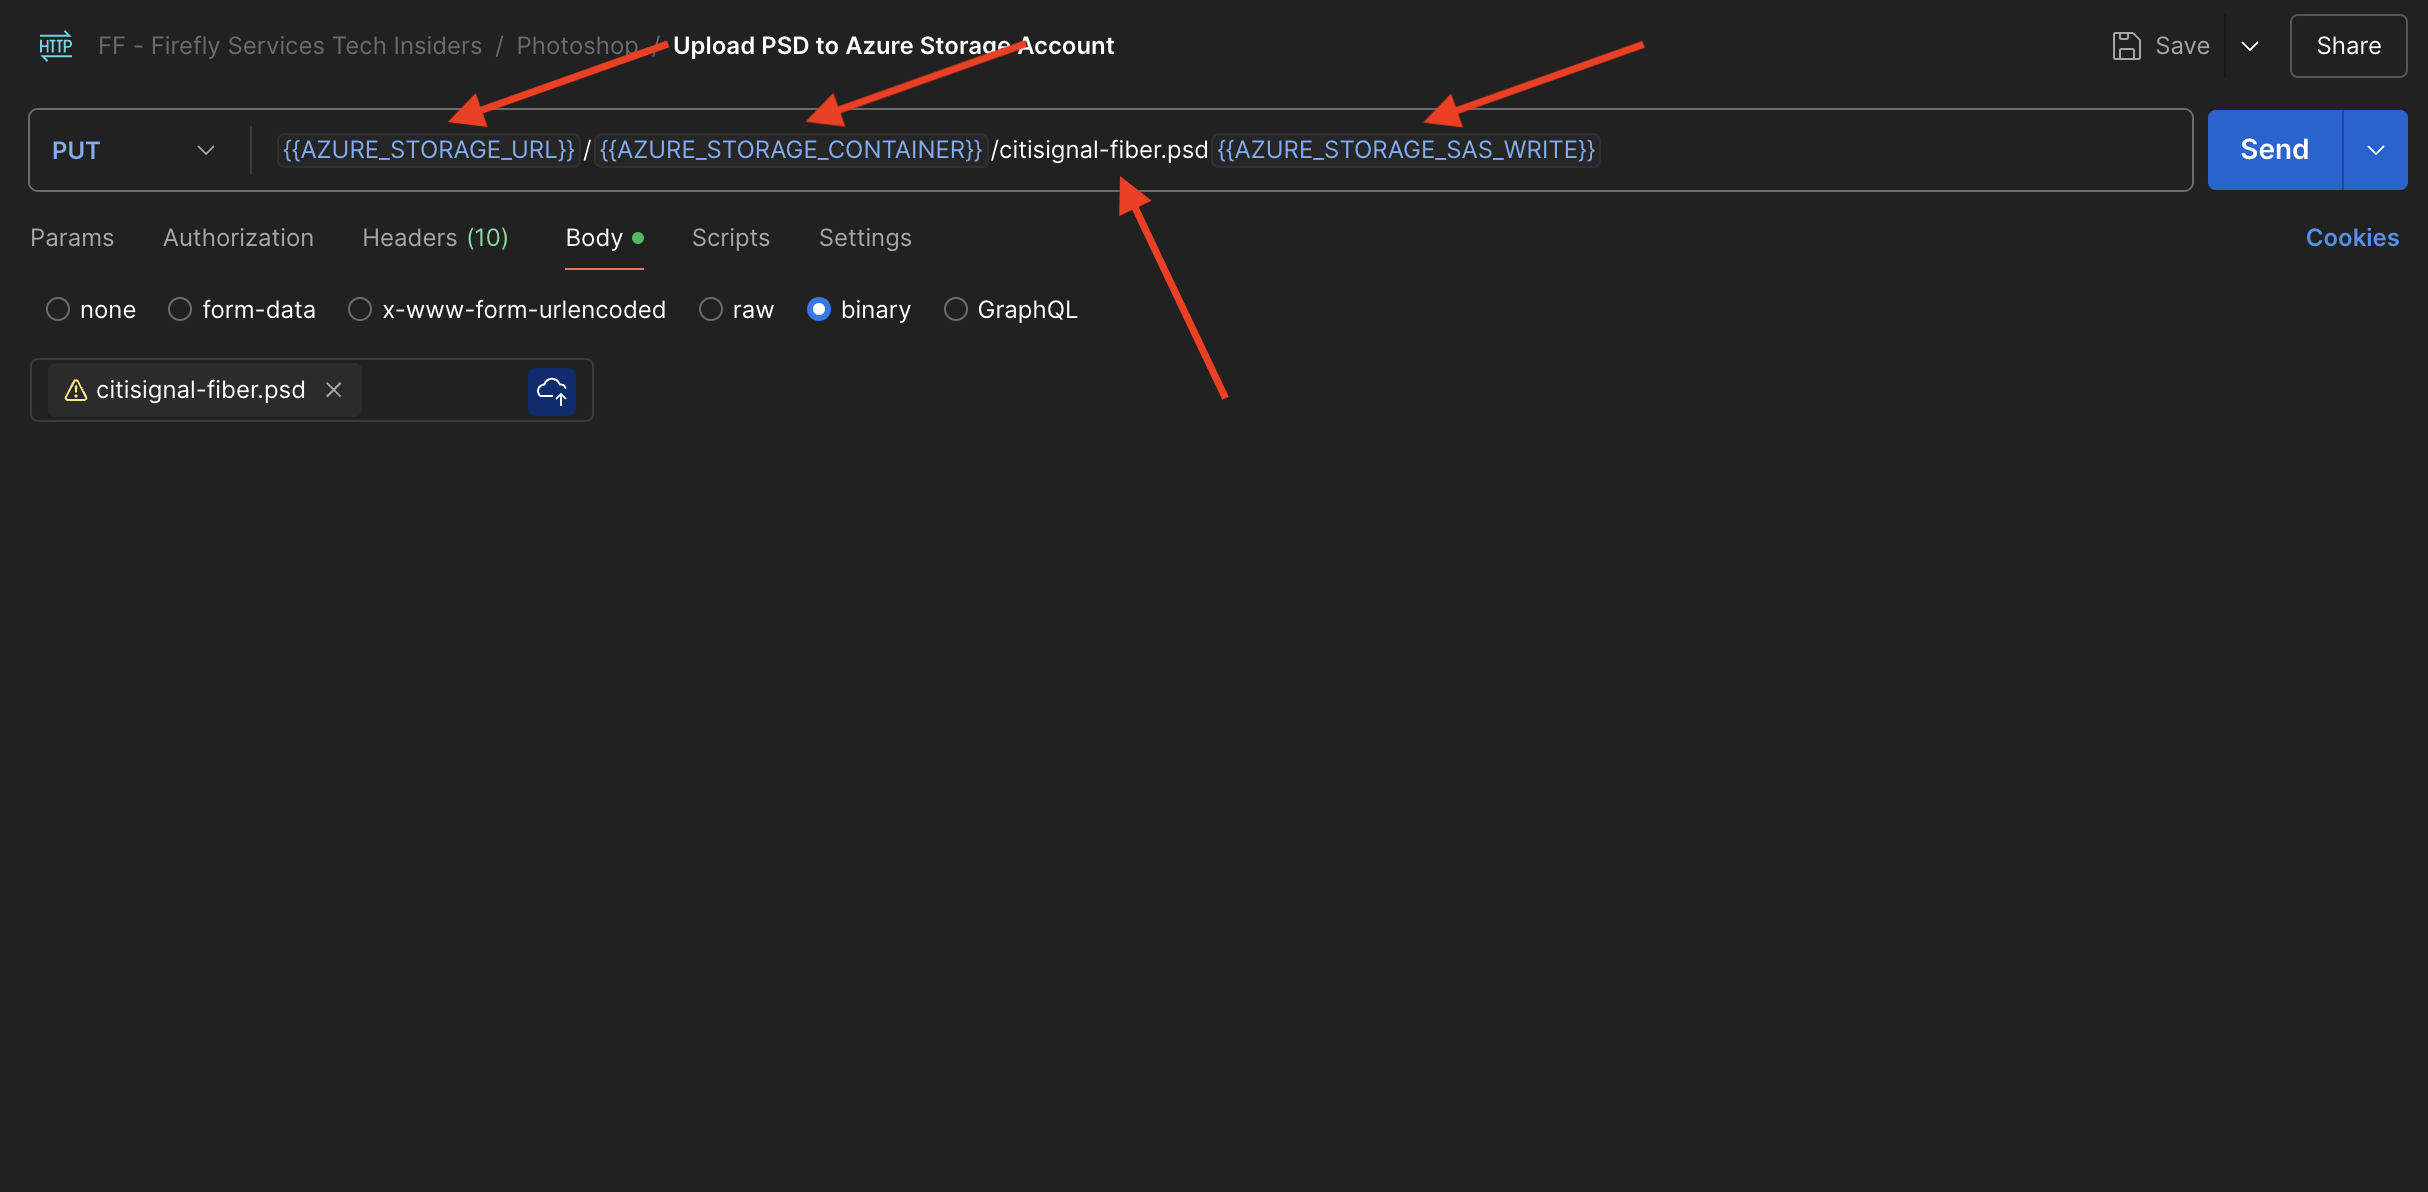 HTTP FF - Firefly Services Tech Insiders / Photoshop / Upload PSD to Azure Storage Account Save Share
PUT {{AZURE_STORAGE_URL}} / {{AZURE_STORAGE_CONTAINER}} /citisignal-fiber.psd {{AZURE_STORAGE_SAS_WRITE}} Send
Params Authorization Headers (10) Body Scripts Settings Cookies
none form-data x-www-form-urlencoded raw binary GraphQL
citisignal-fiber.psd